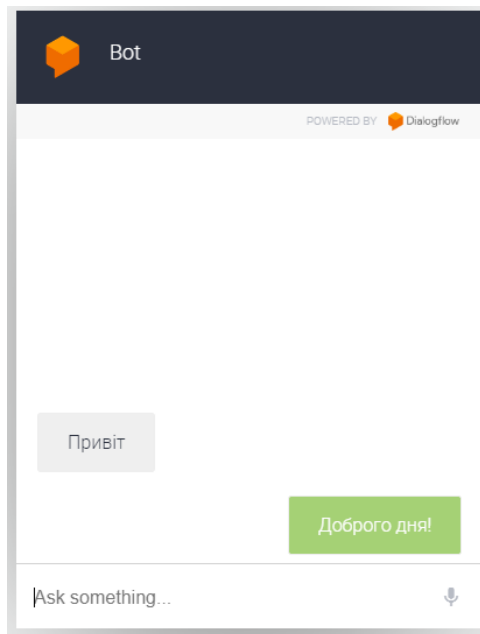 Bot
POWERED BY Dialogflow
Привіт
Доброго дня!
Ask something...